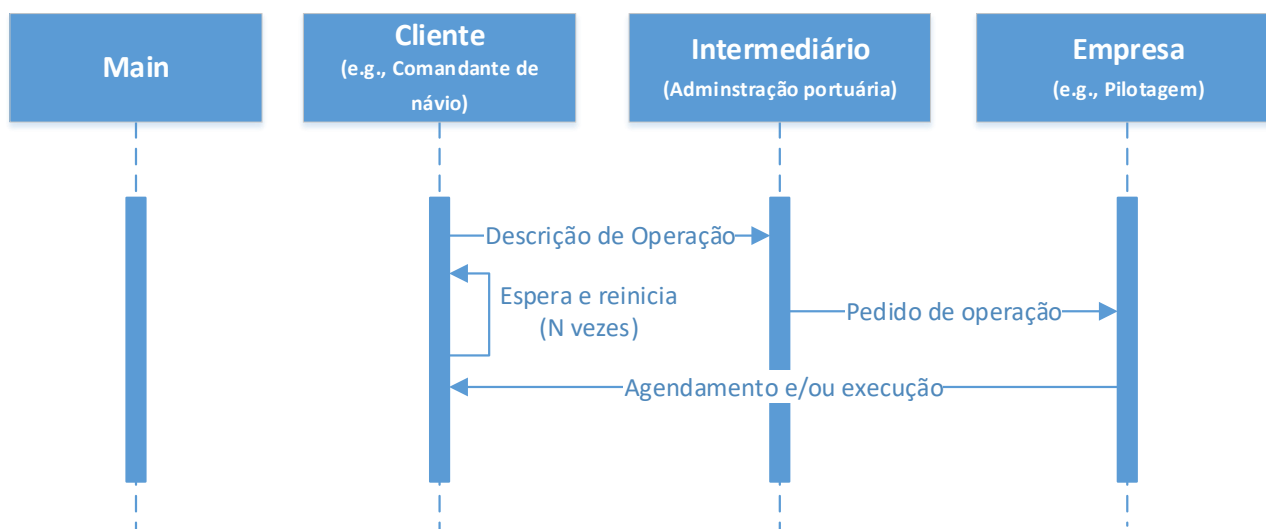 Main
Cliente
(e.g., Comandante de
návio)
Intermediário
(Adminstração portuária)
Empresa
(e.g., Pilotagem)
Descrição de Operação
Espera e reinicia
(N vezes)
Pedido de operação
Agendamento e/ou execução